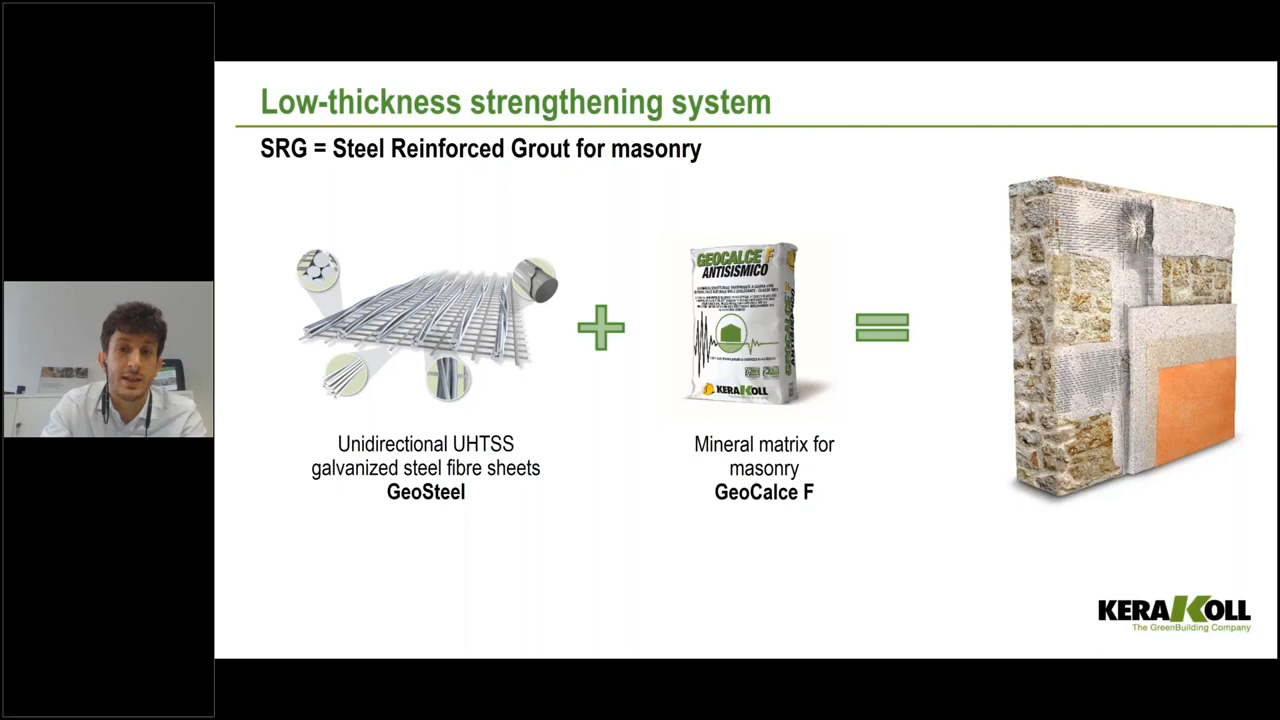 Low-thickness strengthening system
SRG = Steel Reinforced Grout for masonry
GEOCALCE F
ANTISISMICO
KERAKOLL
Unidirectional UHTSS
galvanized steel fibre sheets
GeoSteel
Mineral matrix for
masonry
GeoCalce F
KERAKOLL
The GreenBuilding Company